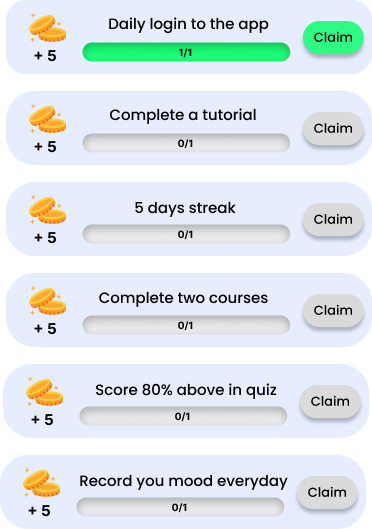 Daily login to the app
1/1
+ 5
Claim
Complete a tutorial
0/1
+ 5
Claim
5 days streak
0/1
+ 5
Claim
Complete two courses
0/1
+ 5
Claim
Score 80% above in quiz
0/1
+ 5
Claim
Record you mood everyday
0/1
+ 5
Claim